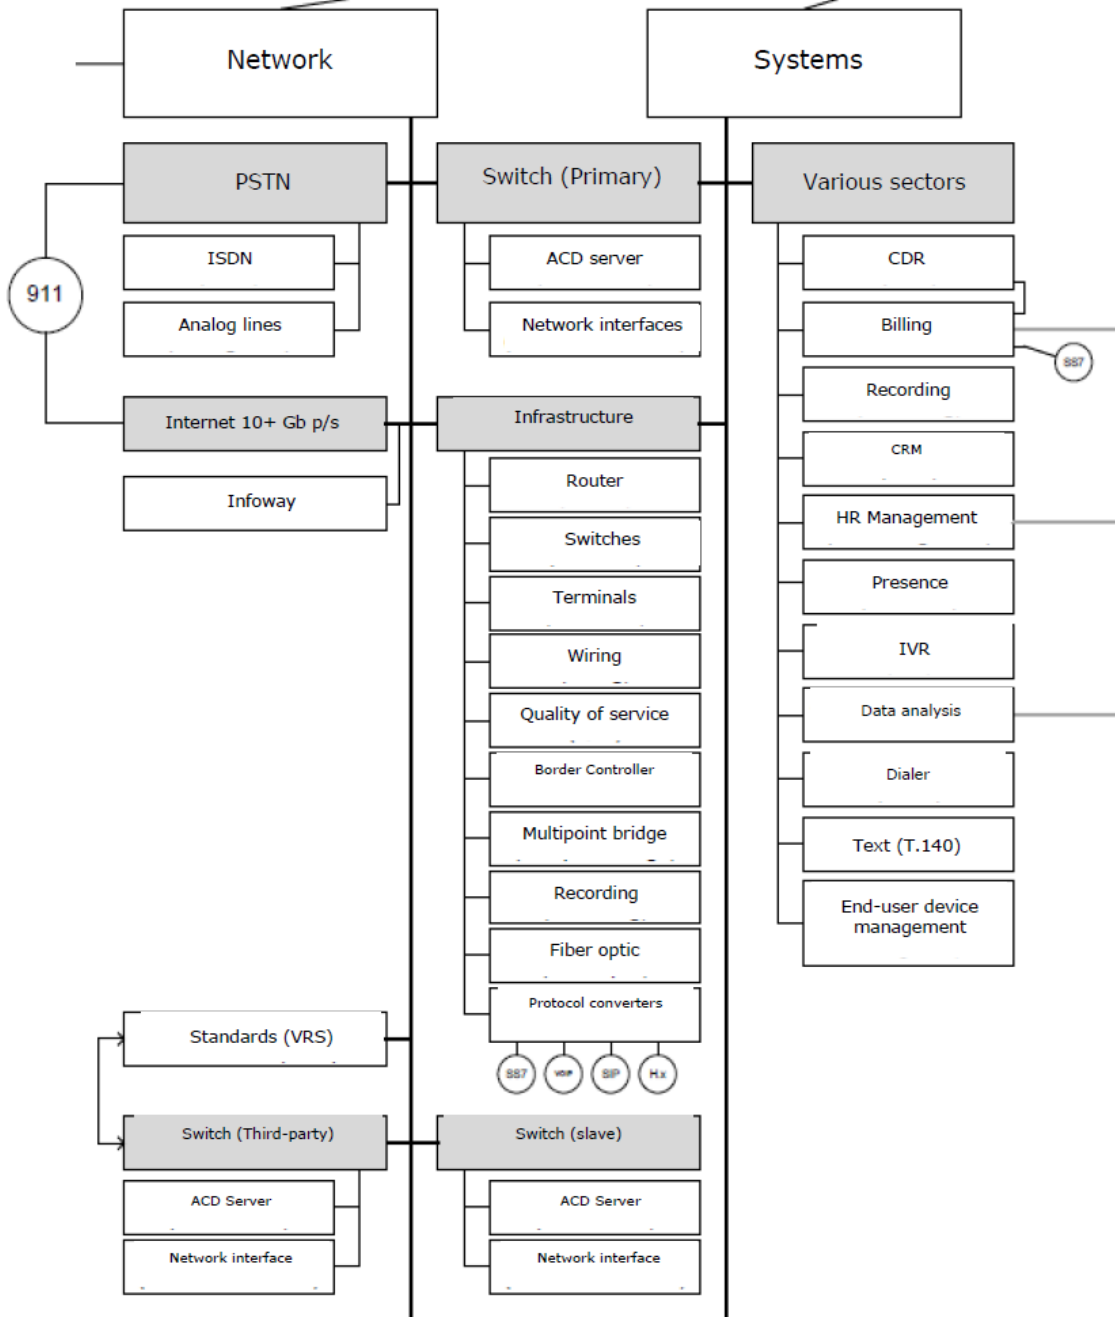 Network
Systems
PSTN
Switch (Primary)
Various sectors
ISDN
ACD server
CDR
911
Analog lines
Network interfaces
Billing
SS7
Recording
Internet 10+ Gb p/s
Infrastructure
CRM
Infoway
Router
HR Management
Switches
Presence
Terminals
IVR
Wiring
Quality of service
Data analysis
Border Controller
Dialer
Multipoint bridge
Text (T.140)
Recording
End-user device
management
Fiber optic
Protocol converters
Standards (VRS)
SS7
VOIP
SIP
H.x
Switch (Third-party)
Switch (slave)
ACD Server
ACD Server
Network interface
Network interface